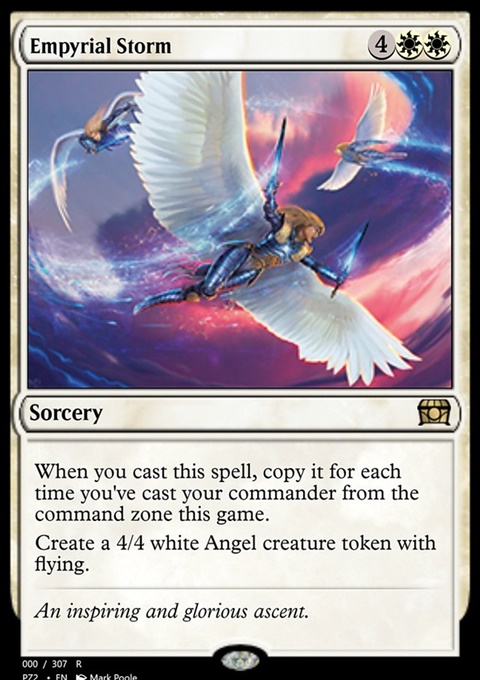 Empyrial Storm 4
Sorcery
When you cast this spell, copy it for each
time you've cast your commander from the
command zone this game.
Create a 4/4 white Angel creature token with
flying.
An inspiring and glorious ascent.
000 / 307 R
PZ2 • EN Mark Poole